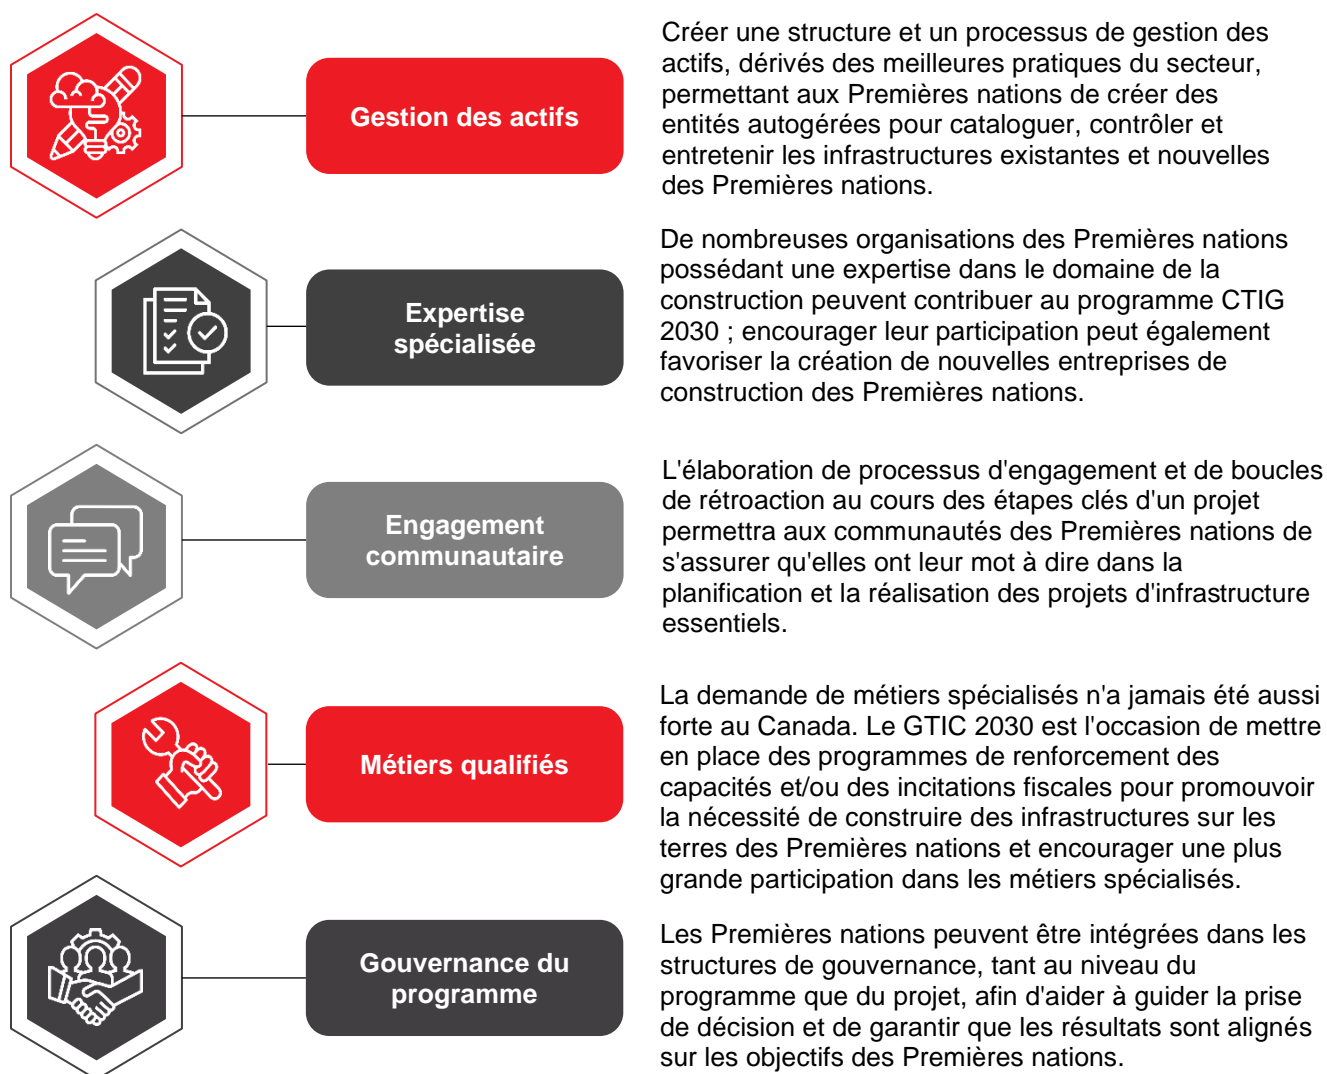 Gestion des actifs
Créer une structure et un processus de gestion des
actifs, dérivés des meilleures pratiques du secteur,
permettant aux Premières nations de créer des
entités autogérées pour cataloguer, contrôler et
entretenir les infrastructures existantes et nouvelles
des Premières nations.
Expertise
spécialisée
De nombreuses organisations des Premières nations
possédant une expertise dans le domaine de la
construction peuvent contribuer au programme CTIG
2030 ; encourager leur participation peut également
favoriser la création de nouvelles entreprises de
construction des Premières nations.
Engagement
communautaire
L'élaboration de processus d'engagement et de boucles
de rétroaction au cours des étapes clés d'un projet
permettra aux communautés des Premières nations de
s'assurer qu'elles ont leur mot à dire dans la
planification et la réalisation des projets d'infrastructure
essentiels.
Métiers qualifiés
La demande de métiers spécialisés n'a jamais été aussi
forte au Canada. Le GTIC 2030 est l'occasion de mettre
en place des programmes de renforcement des
capacités et/ou des incitations fiscales pour promouvoir
la nécessité de construire des infrastructures sur les
terres des Premières nations et encourager une plus
grande participation dans les métiers spécialisés.
Gouvernance du
programme
Les Premières nations peuvent être intégrées dans les
structures de gouvernance, tant au niveau du
programme que du projet, afin d'aider à guider la prise
de décision et de garantir que les résultats sont alignés
sur les objectifs des Premières nations.